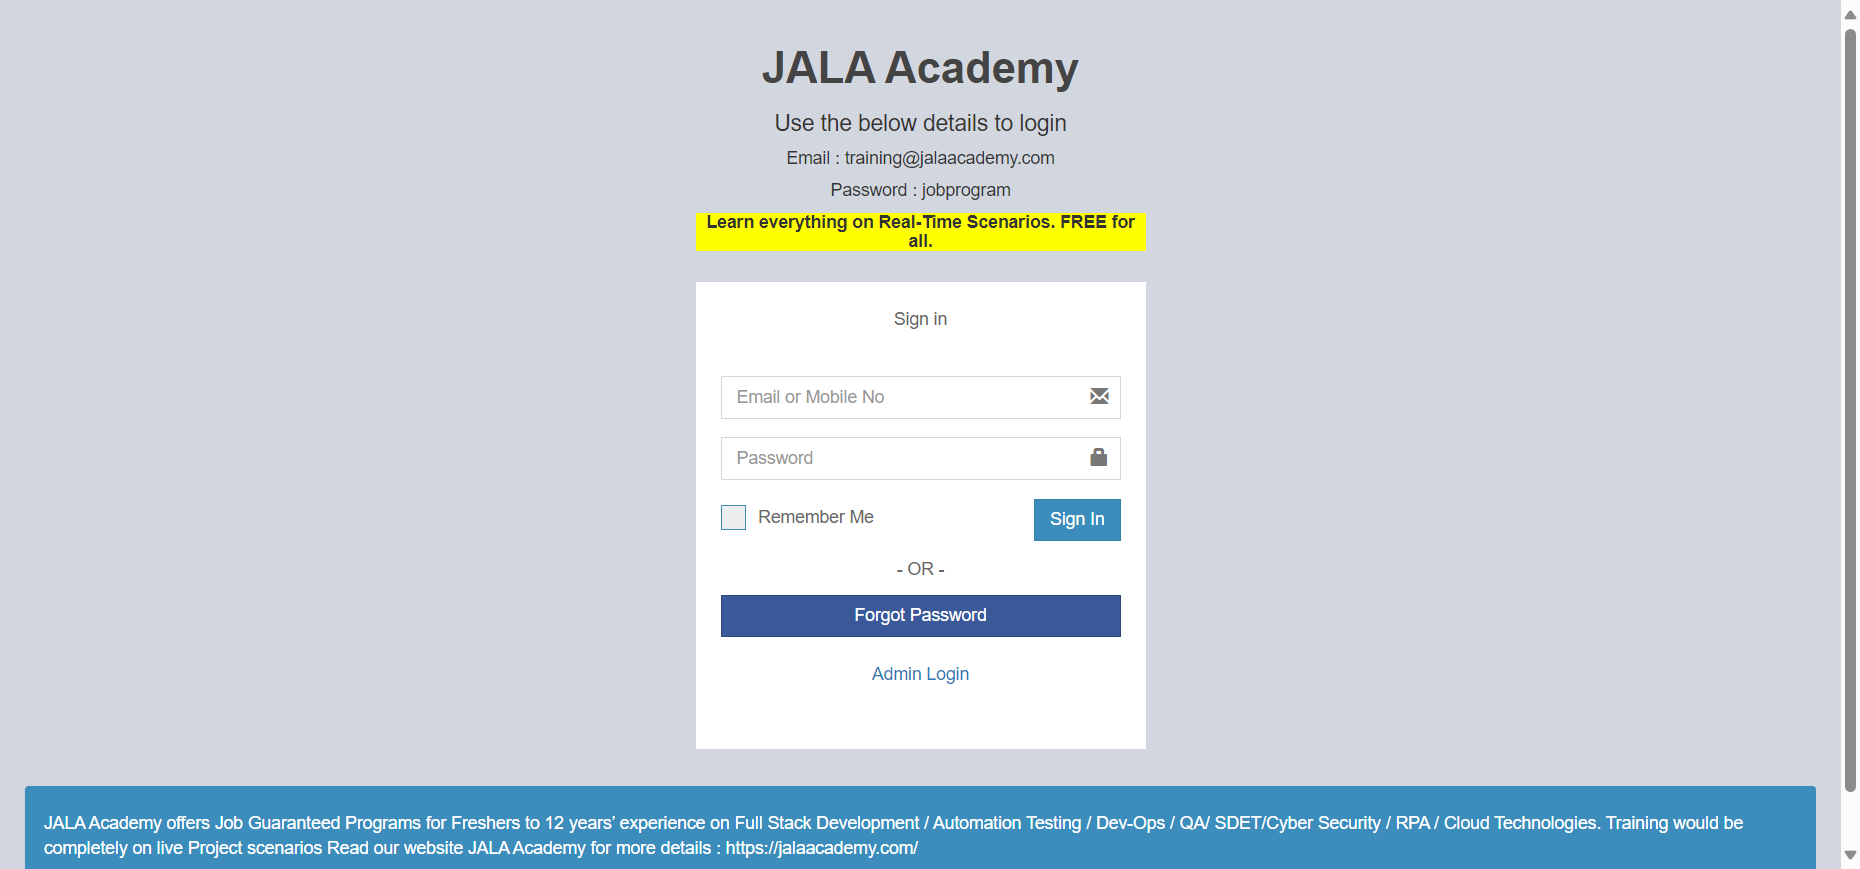 JALA Academy
Use the below details to login
Email : training@jalaacademy.com
Password : jobprogram
Learn everything on Real-Time Scenarios. FREE for
all.
Sign in
Email or Mobile No
Password
Remember Me
Sign In
- OR -
Forgot Password
Admin Login
JALA Academy offers Job Guaranteed Programs for Freshers to 12 years’ experience on Full Stack Development / Automation Testing / Dev-Ops / QA/ SDET/Cyber Security / RPA / Cloud Technologies. Training would be
completely on live Project scenarios Read our website JALA Academy for more details : https://jalaacademy.com/